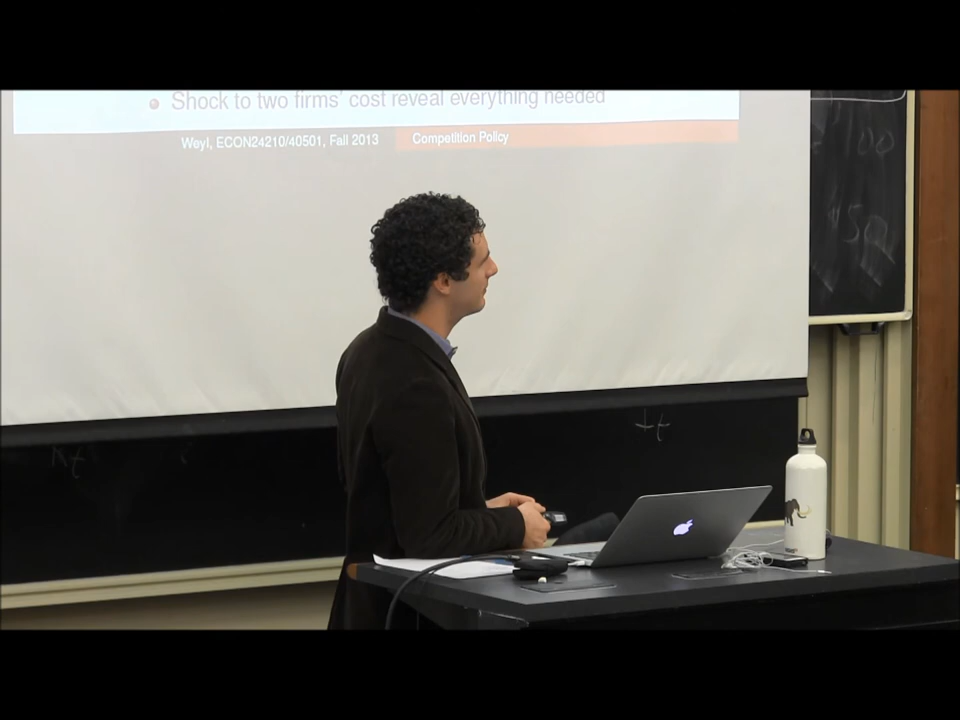 Shock to two firms' cost reveal everything needed
Weyl, ECON24210/40501, Fall 2013 Competition Policy